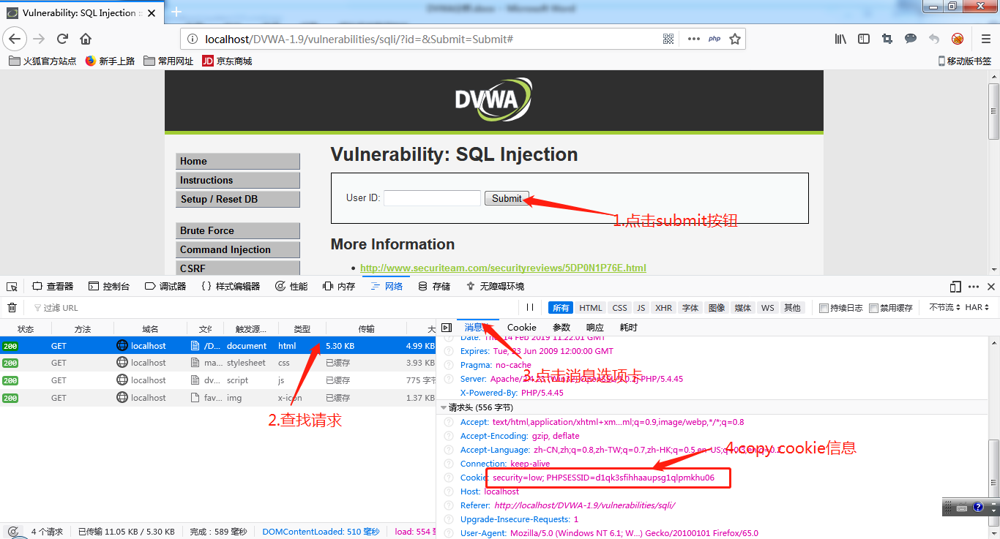 Vulnerability: SQL Injection ::
localhost/DVWA-1.9/vulnerabilities/sqli/?id=&Submit=Submit#
php
火狐官方站点 新手上路 常用网址 JD 京东商城 移动版书签
DVWA
Home
Instructions
Setup / Reset DB
Brute Force
Command Injection
CSRF
Vulnerability: SQL Injection
User ID: Submit
1.点击submit按钮
More Information
http://www.securiteam.com/securityreviews/5DP0N1P76E.html
查看器 控制台 调试器 {} 样式编辑器 性能 内存 网络 存储 无障碍环境
过滤 URL 所有 HTML CSS JS XHR 字体 图像 媒体 WS 其他 持续日志 禁用缓存 不节流 HAR
状态 方法 域名 文件 触发源... 类型 传输 大
200 GET localhost /D... document html 5.30 KB 4.99 KB
200 GET localhost ma... stylesheet css 已缓存 3.93 KB
200 GET localhost dv... script js 已缓存 775 字节
200 GET localhost fav... img x-icon 已缓存 1.37 KB
2.查找请求
消息头 Cookie 参数 响应 耗时
Date: Thu, 14 Feb 2019 11:22:01 GMT
Expires: Tue, 23 Jun 2009 12:00:00 GMT
Pragma: no-cache
3.点击消息选项卡
Server: Apache/2.4.23 (Win32) OpenSSL/1.0.2j PHP/5.4.45
X-Powered-By: PHP/5.4.45
请求头 (556 字节)
Accept: text/html,application/xhtml+xm...ml;q=0.9,image/webp,*/*;q=0.8
Accept-Encoding: gzip, deflate
Accept-Language: zh-CN,zh;q=0.8,zh-TW;q=0.7,zh-HK;q=0.5,en-US;q=0.3,en;q=0.2
4.copy cookie信息
Connection: keep-alive
Cookie: security=low; PHPSESSID=d1qk3sfihhaaupsg1qlpmkhu06
Host: localhost
Referer: http://localhost/DVWA-1.9/vulnerabilities/sqli/
Upgrade-Insecure-Requests: 1
User-Agent: Mozilla/5.0 (Windows NT 6.1; W...) Gecko/20100101 Firefox/65.0
4 个请求 已传输 11.05 KB / 5.30 KB 完成：589 毫秒 DOMContentLoaded: 510 毫秒 load: 554